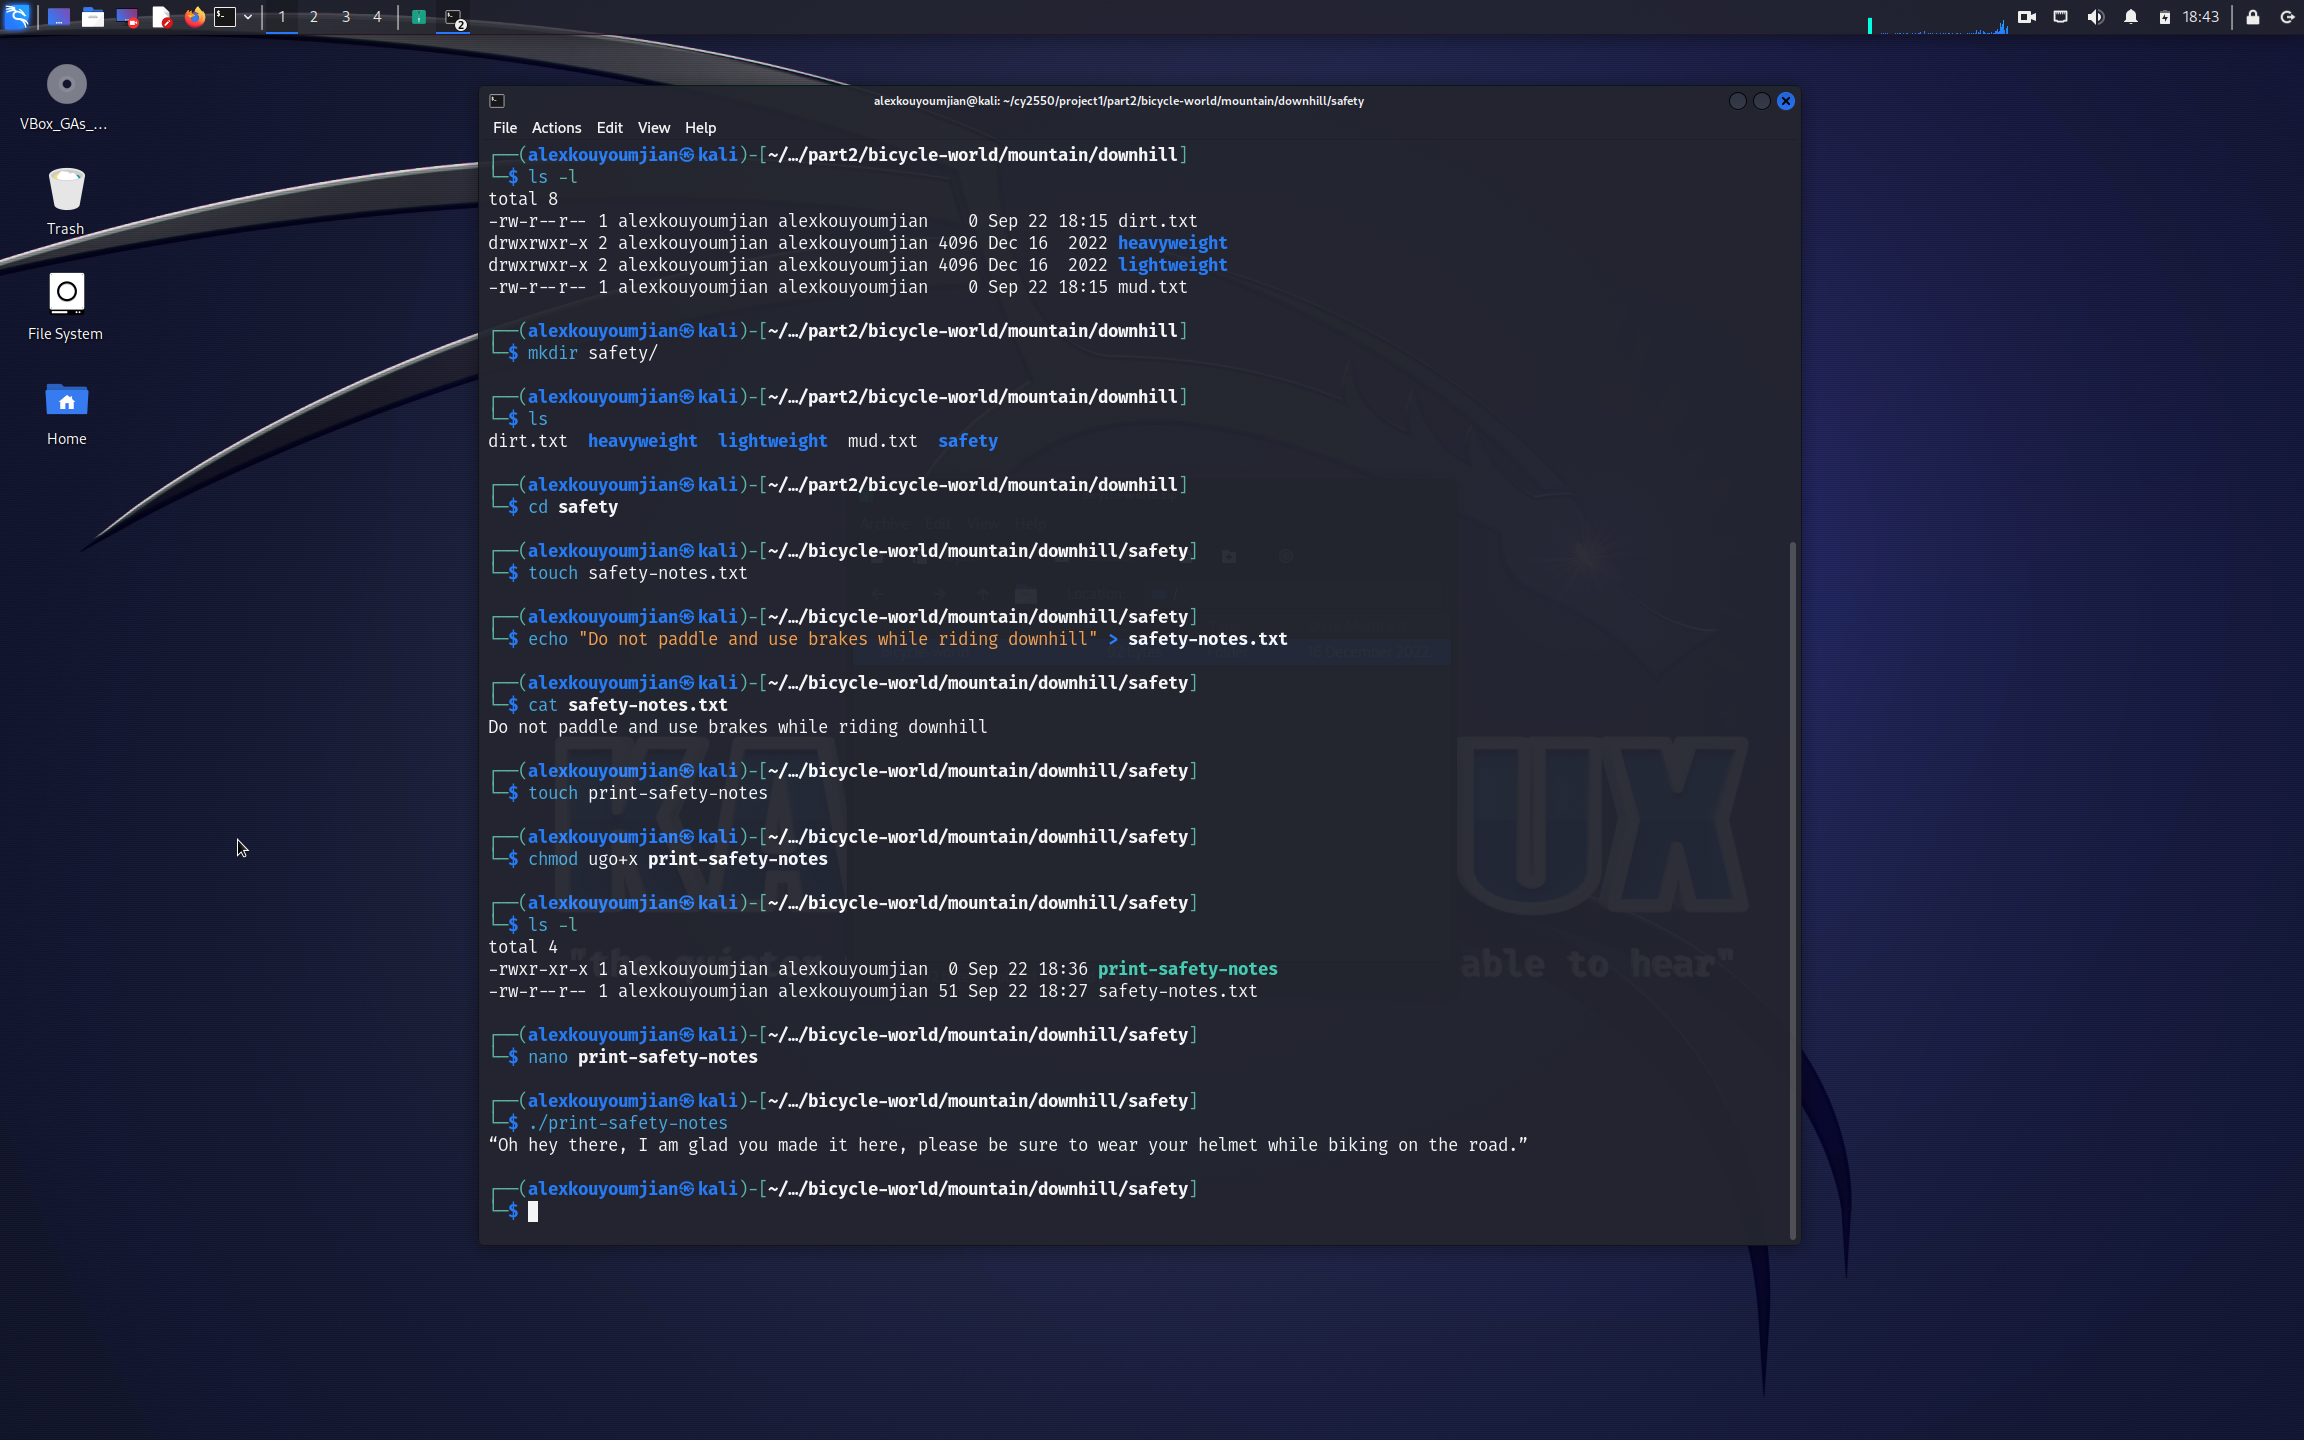 1 2 3 4 2 18:43
VBox_GAs_...
Trash
File System
Home
alexkouyoumjian@kali: ~/cy2550/project1/part2/bicycle-world/mountain/downhill/safety
File Actions Edit View Help
┌──(alexkouyoumjian㉿kali)-[~/…/part2/bicycle-world/mountain/downhill]
└─$ ls -l
total 8
-rw-r--r-- 1 alexkouyoumjian alexkouyoumjian    0 Sep 22 18:15 dirt.txt
drwxrwxr-x 2 alexkouyoumjian alexkouyoumjian 4096 Dec 16  2022 heavyweight
drwxrwxr-x 2 alexkouyoumjian alexkouyoumjian 4096 Dec 16  2022 lightweight
-rw-r--r-- 1 alexkouyoumjian alexkouyoumjian    0 Sep 22 18:15 mud.txt
┌──(alexkouyoumjian㉿kali)-[~/…/part2/bicycle-world/mountain/downhill]
└─$ mkdir safety/
┌──(alexkouyoumjian㉿kali)-[~/…/part2/bicycle-world/mountain/downhill]
└─$ ls
dirt.txt  heavyweight  lightweight  mud.txt  safety
┌──(alexkouyoumjian㉿kali)-[~/…/part2/bicycle-world/mountain/downhill]
└─$ cd safety
┌──(alexkouyoumjian㉿kali)-[~/…/bicycle-world/mountain/downhill/safety]
└─$ touch safety-notes.txt
┌──(alexkouyoumjian㉿kali)-[~/…/bicycle-world/mountain/downhill/safety]
└─$ echo "Do not paddle and use brakes while riding downhill" > safety-notes.txt
┌──(alexkouyoumjian㉿kali)-[~/…/bicycle-world/mountain/downhill/safety]
└─$ cat safety-notes.txt
Do not paddle and use brakes while riding downhill
┌──(alexkouyoumjian㉿kali)-[~/…/bicycle-world/mountain/downhill/safety]
└─$ touch print-safety-notes
┌──(alexkouyoumjian㉿kali)-[~/…/bicycle-world/mountain/downhill/safety]
└─$ chmod ugo+x print-safety-notes
┌──(alexkouyoumjian㉿kali)-[~/…/bicycle-world/mountain/downhill/safety]
└─$ ls -l
total 4
-rwxr-xr-x 1 alexkouyoumjian alexkouyoumjian  0 Sep 22 18:36 print-safety-notes
-rw-r--r-- 1 alexkouyoumjian alexkouyoumjian 51 Sep 22 18:27 safety-notes.txt
┌──(alexkouyoumjian㉿kali)-[~/…/bicycle-world/mountain/downhill/safety]
└─$ nano print-safety-notes
┌──(alexkouyoumjian㉿kali)-[~/…/bicycle-world/mountain/downhill/safety]
└─$ ./print-safety-notes
“Oh hey there, I am glad you made it here, please be sure to wear your helmet while biking on the road.”
┌──(alexkouyoumjian㉿kali)-[~/…/bicycle-world/mountain/downhill/safety]
└─$
KA UX
able to hear"